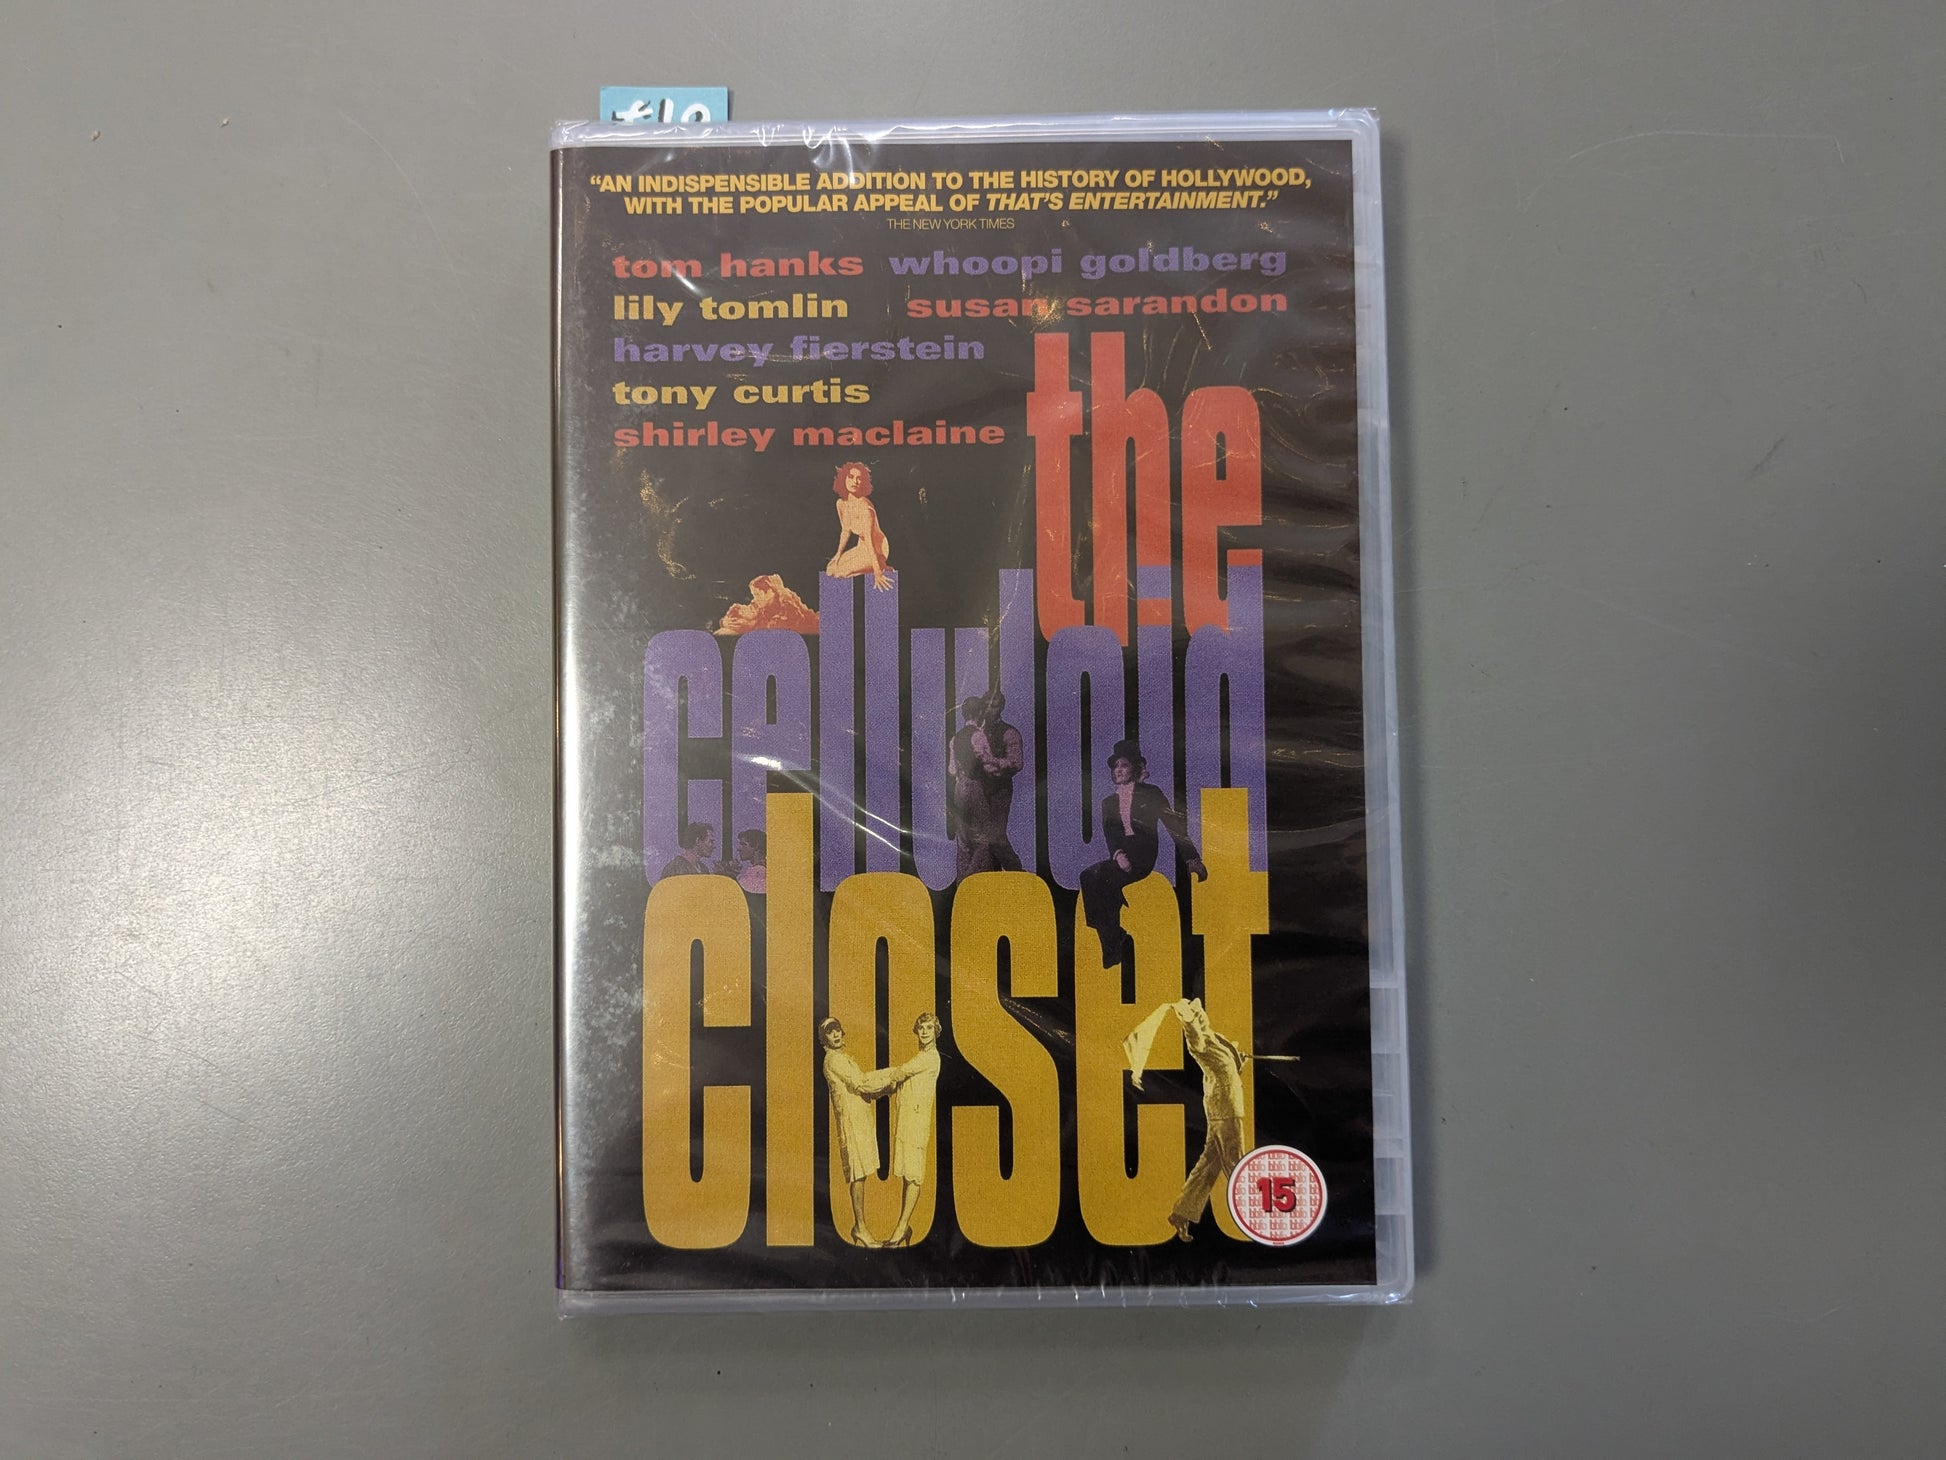 £10
“AN INDISPENSIBLE ADDITION TO THE HISTORY OF HOLLYWOOD,
WITH THE POPULAR APPEAL OF THAT'S ENTERTAINMENT.”
THE NEW YORK TIMES
tom hanks whoopi goldberg
lily tomlin susan sarandon
harvey fierstein
tony curtis
shirley maclaine
the
celluloid
closet
15